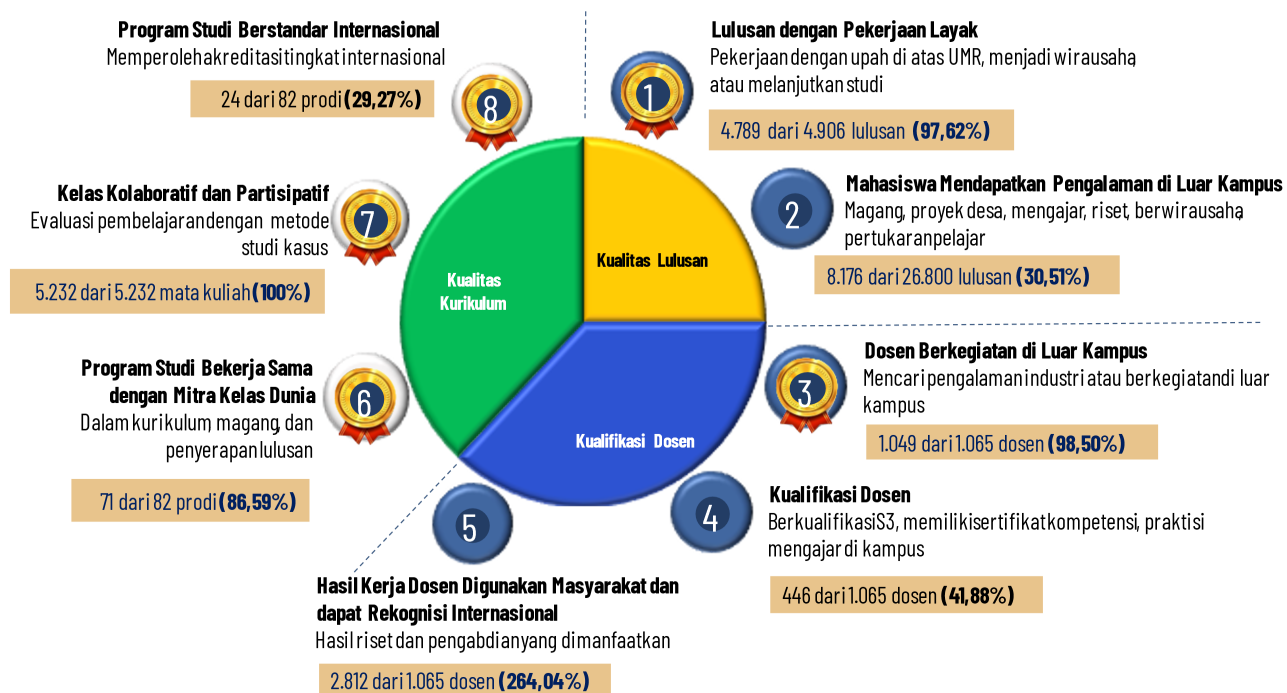 Program Studi Berstandar Internasional
Memperoleh akreditasi tingkat internasional
24 dari 82 prodi (29,27%)
8
Lulusan dengan Pekerjaan Layak
Pekerjaan dengan upah di atas UMR, menjadi wirausaha,
atau melanjutkan studi
1
4.789 dari 4.906 lulusan (97,62%)
Kelas Kolaboratif dan Partisipatif
Evaluasi pembelajaran dengan metode
studi kasus
7
5.232 dari 5.232 mata kuliah (100%)
Mahasiswa Mendapatkan Pengalaman di Luar Kampus
Magang, proyek desa, mengajar, riset, berwirausaha,
pertukaran pelajar
2
8.176 dari 26.800 lulusan (30,51%)
Kualitas Lulusan
Kualitas
Kurikulum
Kualifikasi Dosen
Program Studi Bekerja Sama
dengan Mitra Kelas Dunia
Dalam kurikulum, magang, dan
penyerapan lulusan
6
71 dari 82 prodi (86,59%)
Dosen Berkegiatan di Luar Kampus
Mencari pengalaman industri atau berkegiatan di luar
kampus
3
1.049 dari 1.065 dosen (98,50%)
Kualifikasi Dosen
Berkualifikasi S3, memiliki sertifikat kompetensi, praktisi
mengajar di kampus
4
446 dari 1.065 dosen (41,88%)
5
Hasil Kerja Dosen Digunakan Masyarakat dan
dapat Rekognisi Internasional
Hasil riset dan pengabdian yang dimanfaatkan
2.812 dari 1.065 dosen (264,04%)